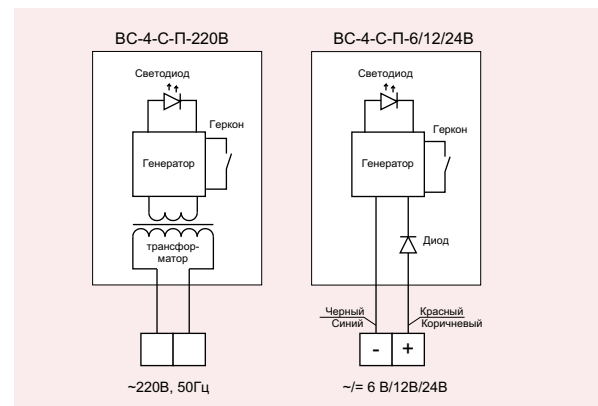 ВС-4-С-П-220В
Светодиод
Геркон
Генератор
трансфор-
матор
~220В, 50Гц
ВС-4-С-П-6/12/24В
Светодиод
Геркон
Генератор
Диод
Черный
Синий
Красный
Коричневый
- +
~/= 6 В/12В/24В